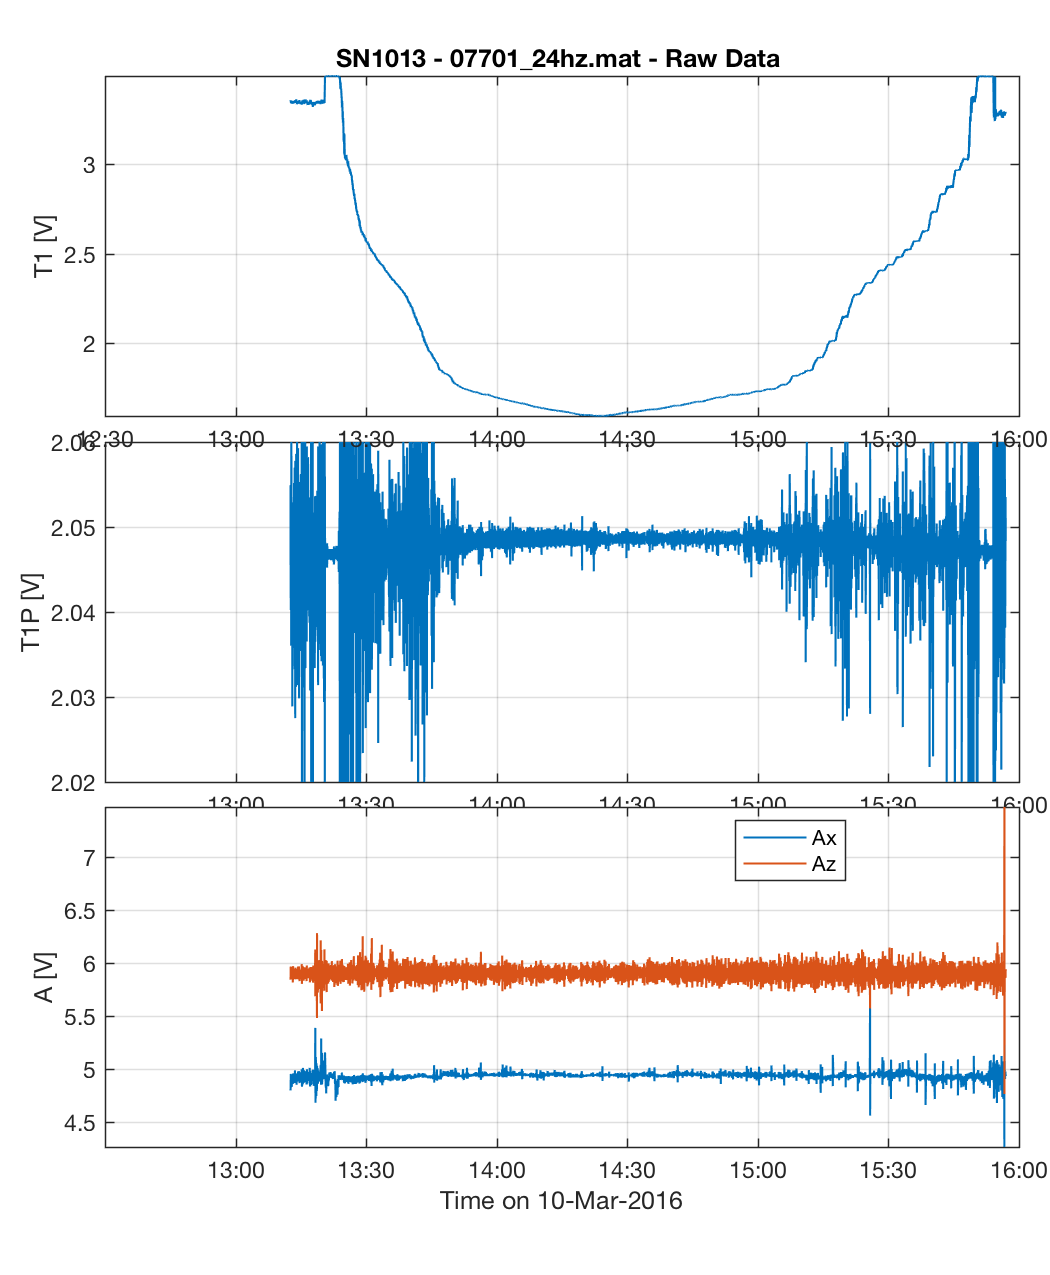 SN1013 - 07701_24hz.mat - Raw Data
3
2.5
2
T1 [V]
12:30 13:00 13:30 14:00 14:30 15:00 15:30 16:00
2.06
2.05
2.04
2.03
2.02
T1P [V]
13:00 13:30 14:00 14:30 15:00 15:30 16:00
Ax
Az
7
6.5
6
5.5
5
4.5
A [V]
13:00 13:30 14:00 14:30 15:00 15:30 16:00
Time on 10-Mar-2016